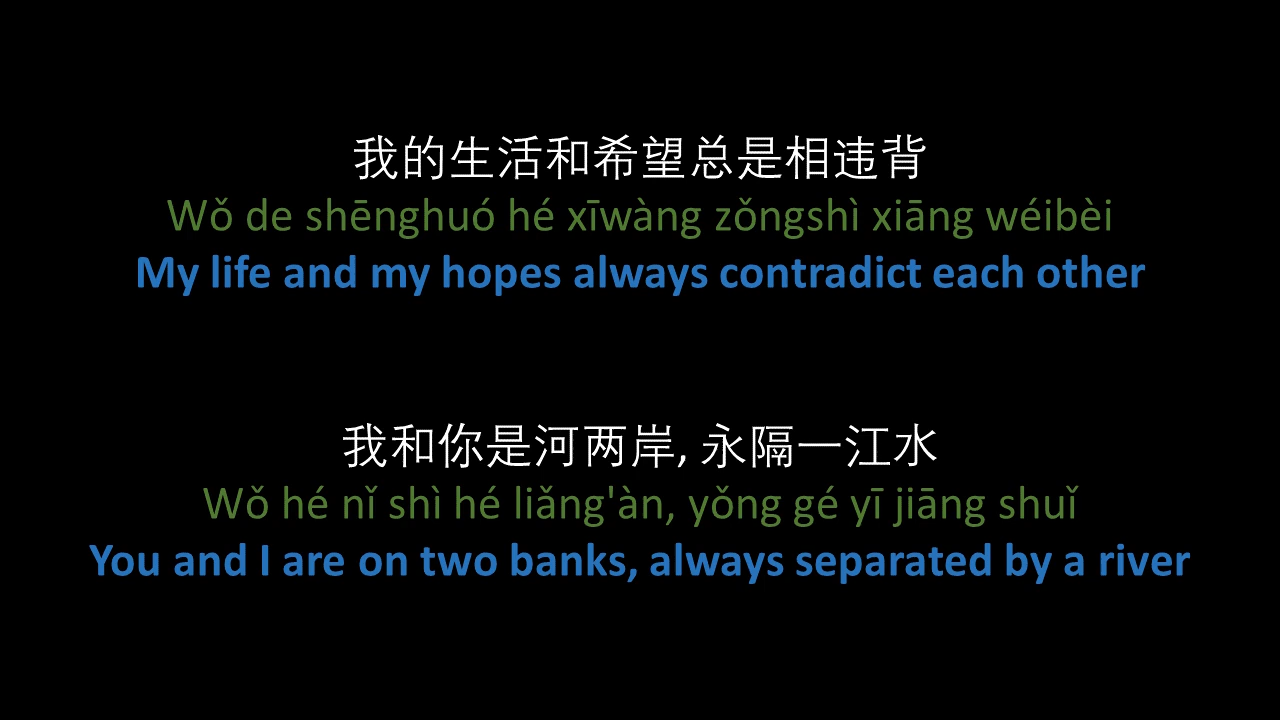 我的生活和希望总是相违背
Wǒ de shēnghuó hé xīwàng zǒngshì xiāng wéibèi
My life and my hopes always contradict each other
我和你是河两岸, 永隔一江水
Wǒ hé nǐ shì hé liǎng'àn, yǒng gé yī jiāng shuǐ
You and I are on two banks, always separated by a river